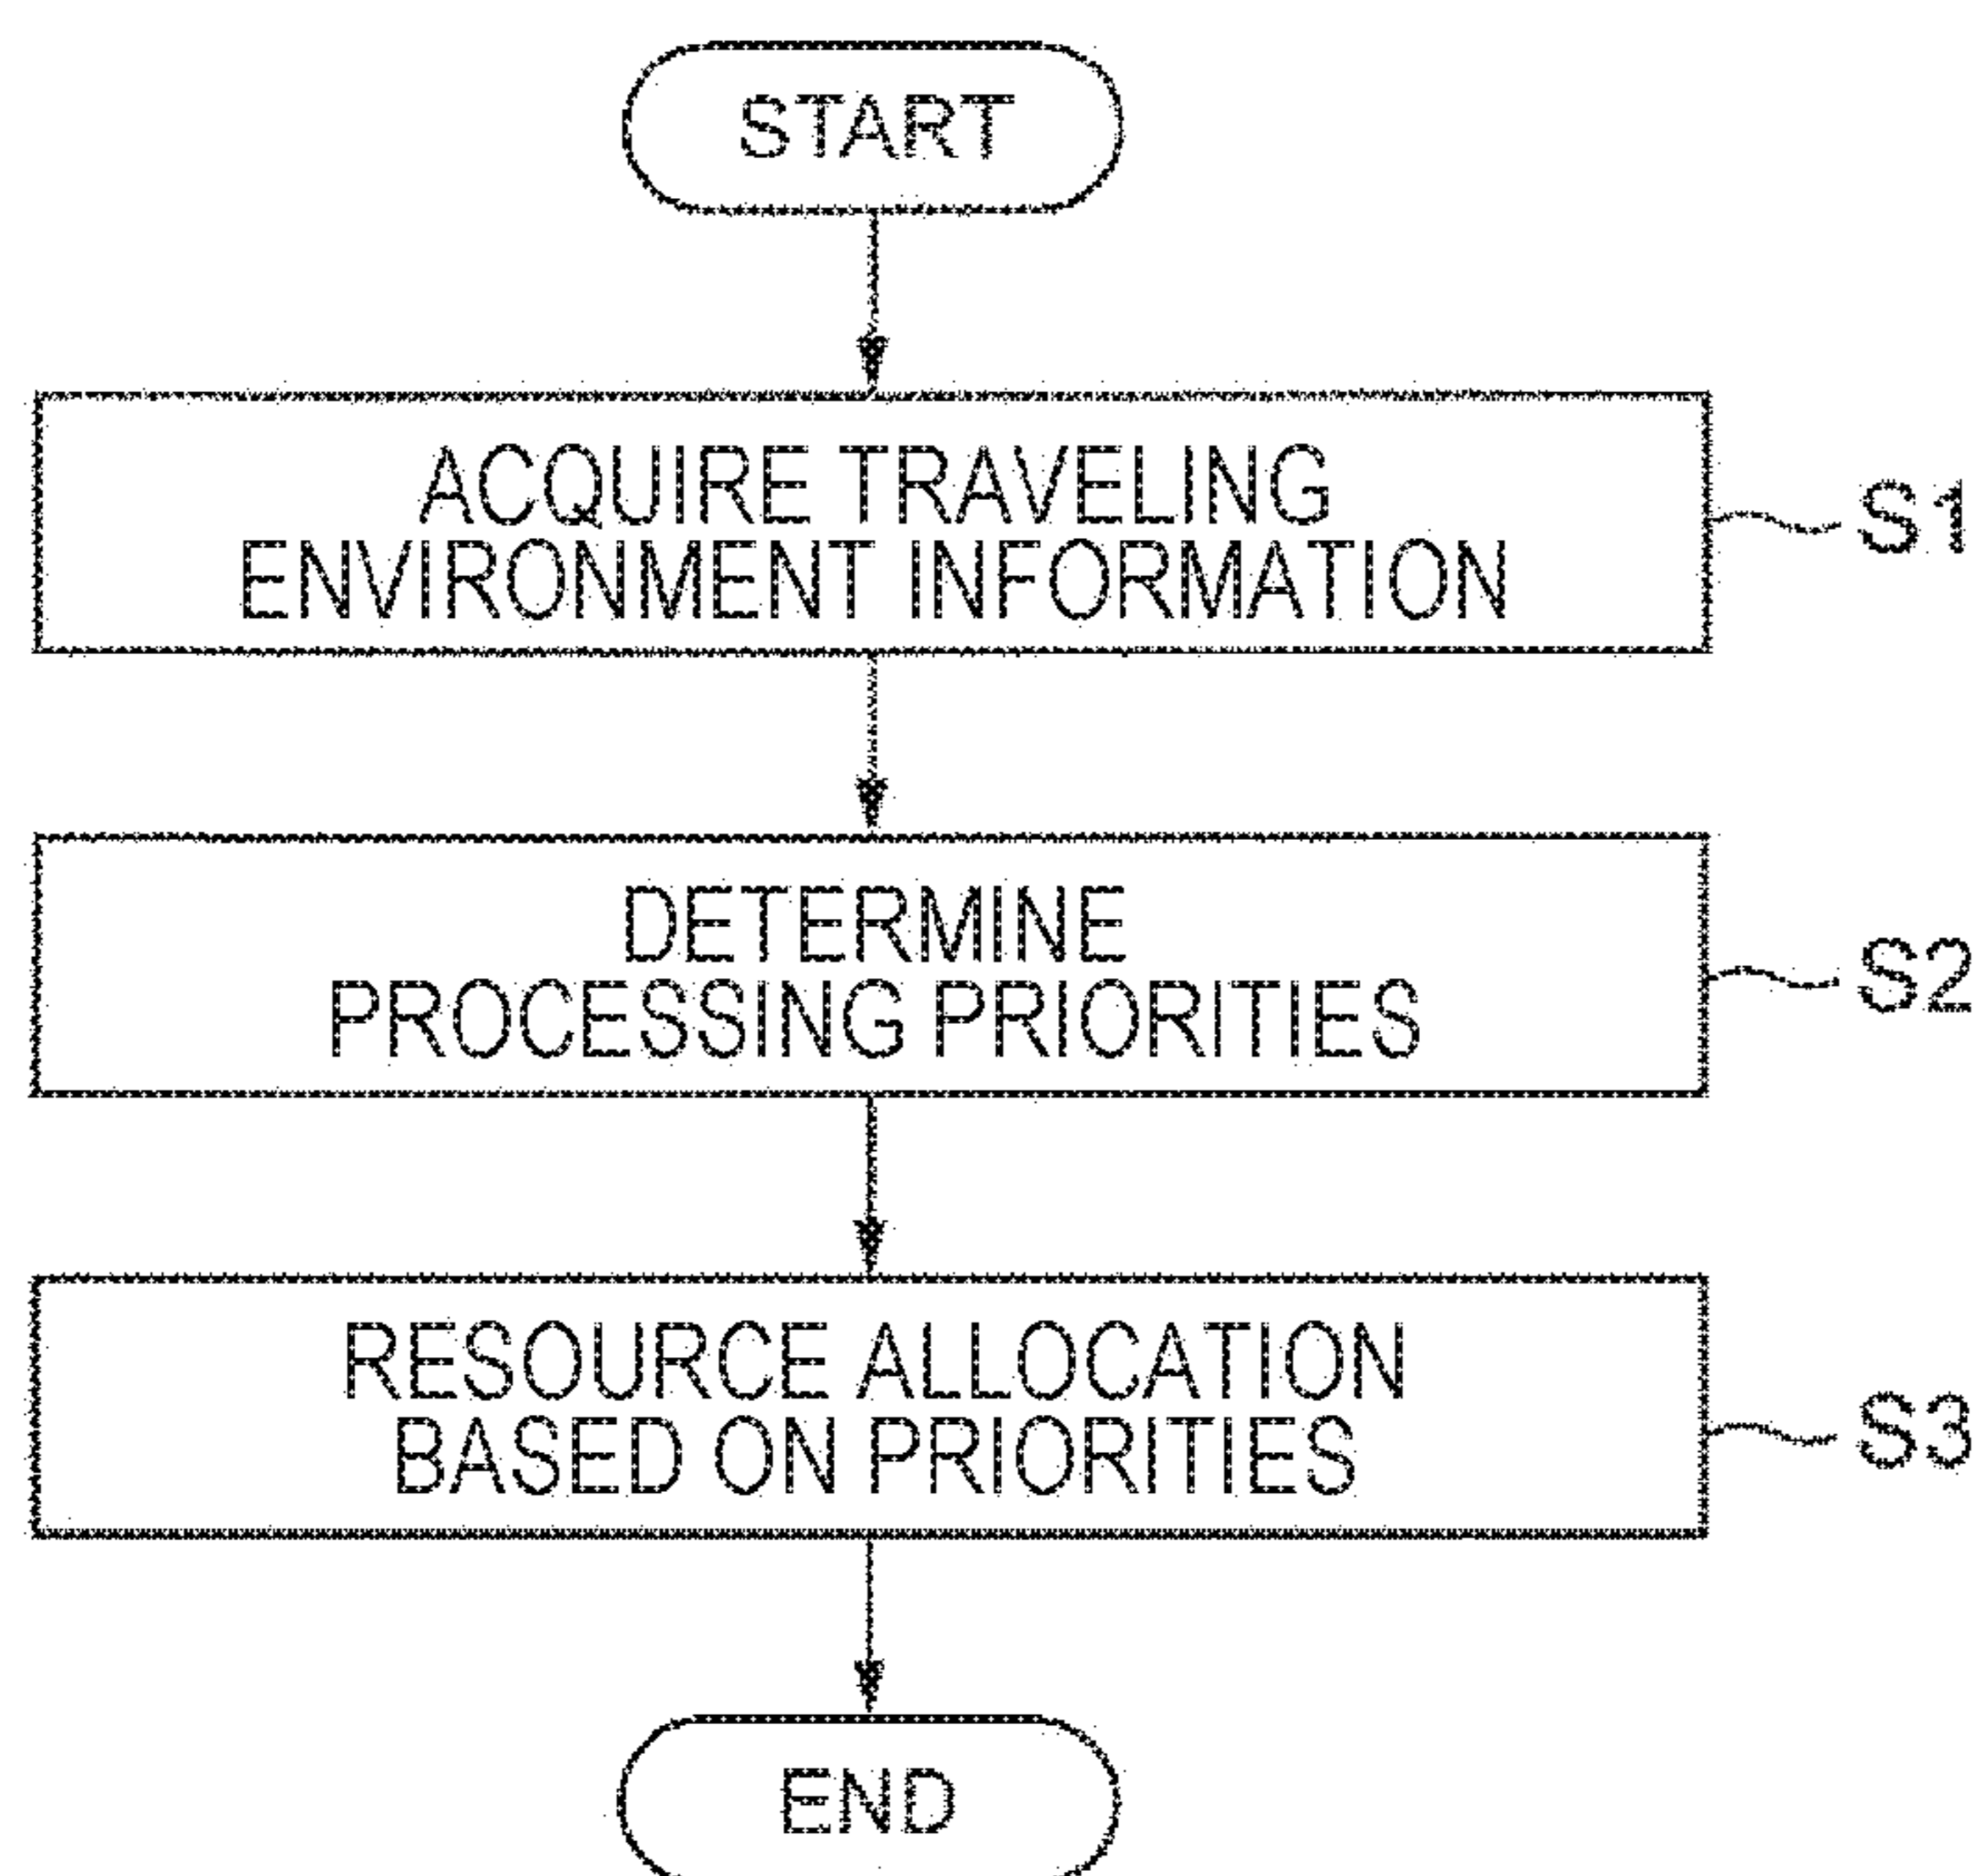 START
ACQUIRE TRAVELING
ENVIRONMENT INFORMATION
S1
DETERMINE
PROCESSING PRIORITIES
S2
RESOURCE ALLOCATION
BASED ON PRIORITIES
S3
END